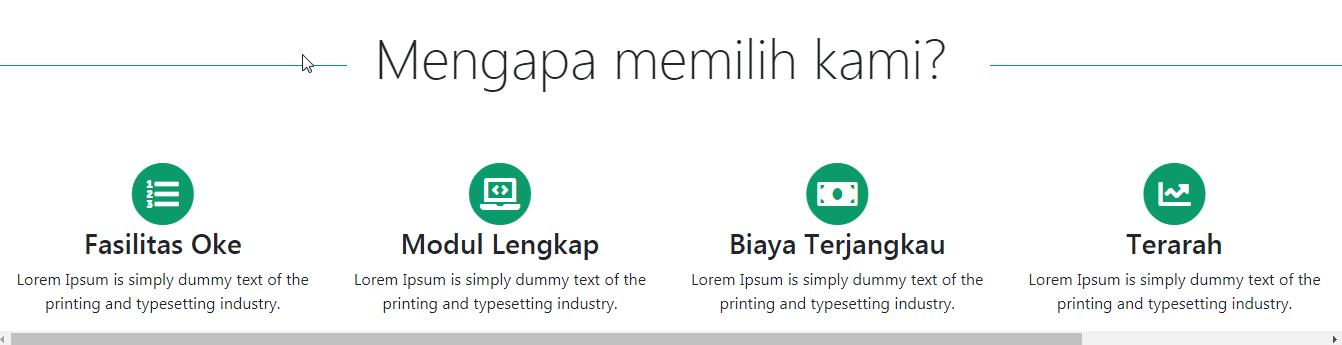 Mengapa memilih kami?
Fasilitas Oke
Lorem Ipsum is simply dummy text of the
printing and typesetting industry.
Modul Lengkap
Lorem Ipsum is simply dummy text of the
printing and typesetting industry.
Biaya Terjangkau
Lorem Ipsum is simply dummy text of the
printing and typesetting industry.
Terarah
Lorem Ipsum is simply dummy text of the
printing and typesetting industry.